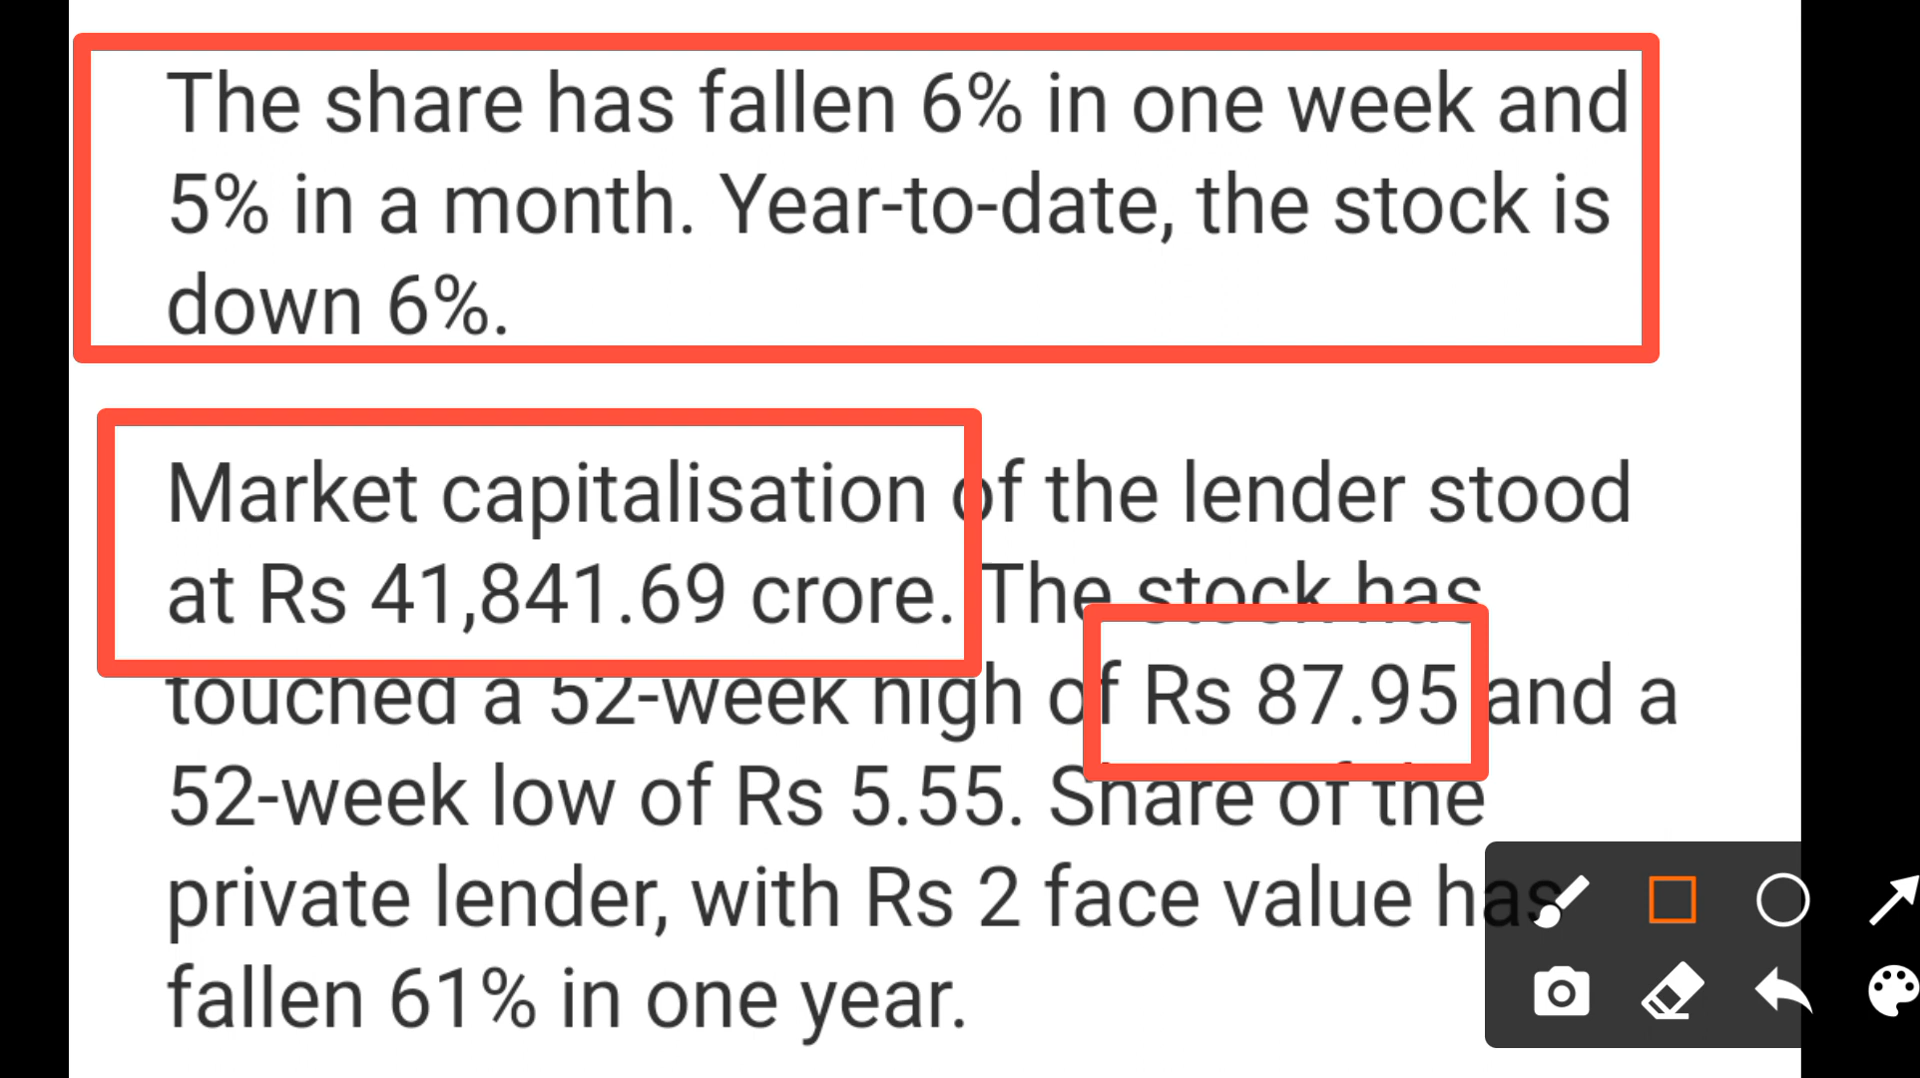 The share has fallen 6% in one week and
5% in a month. Year-to-date, the stock is
down 6%.
Market capitalisation of the lender stood
at Rs 41,841.69 crore. The stock has
touched a 52-week high of Rs 87.95 and a
52-week low of Rs 5.55. Share of the
private lender, with Rs 2 face value has
fallen 61% in one year.